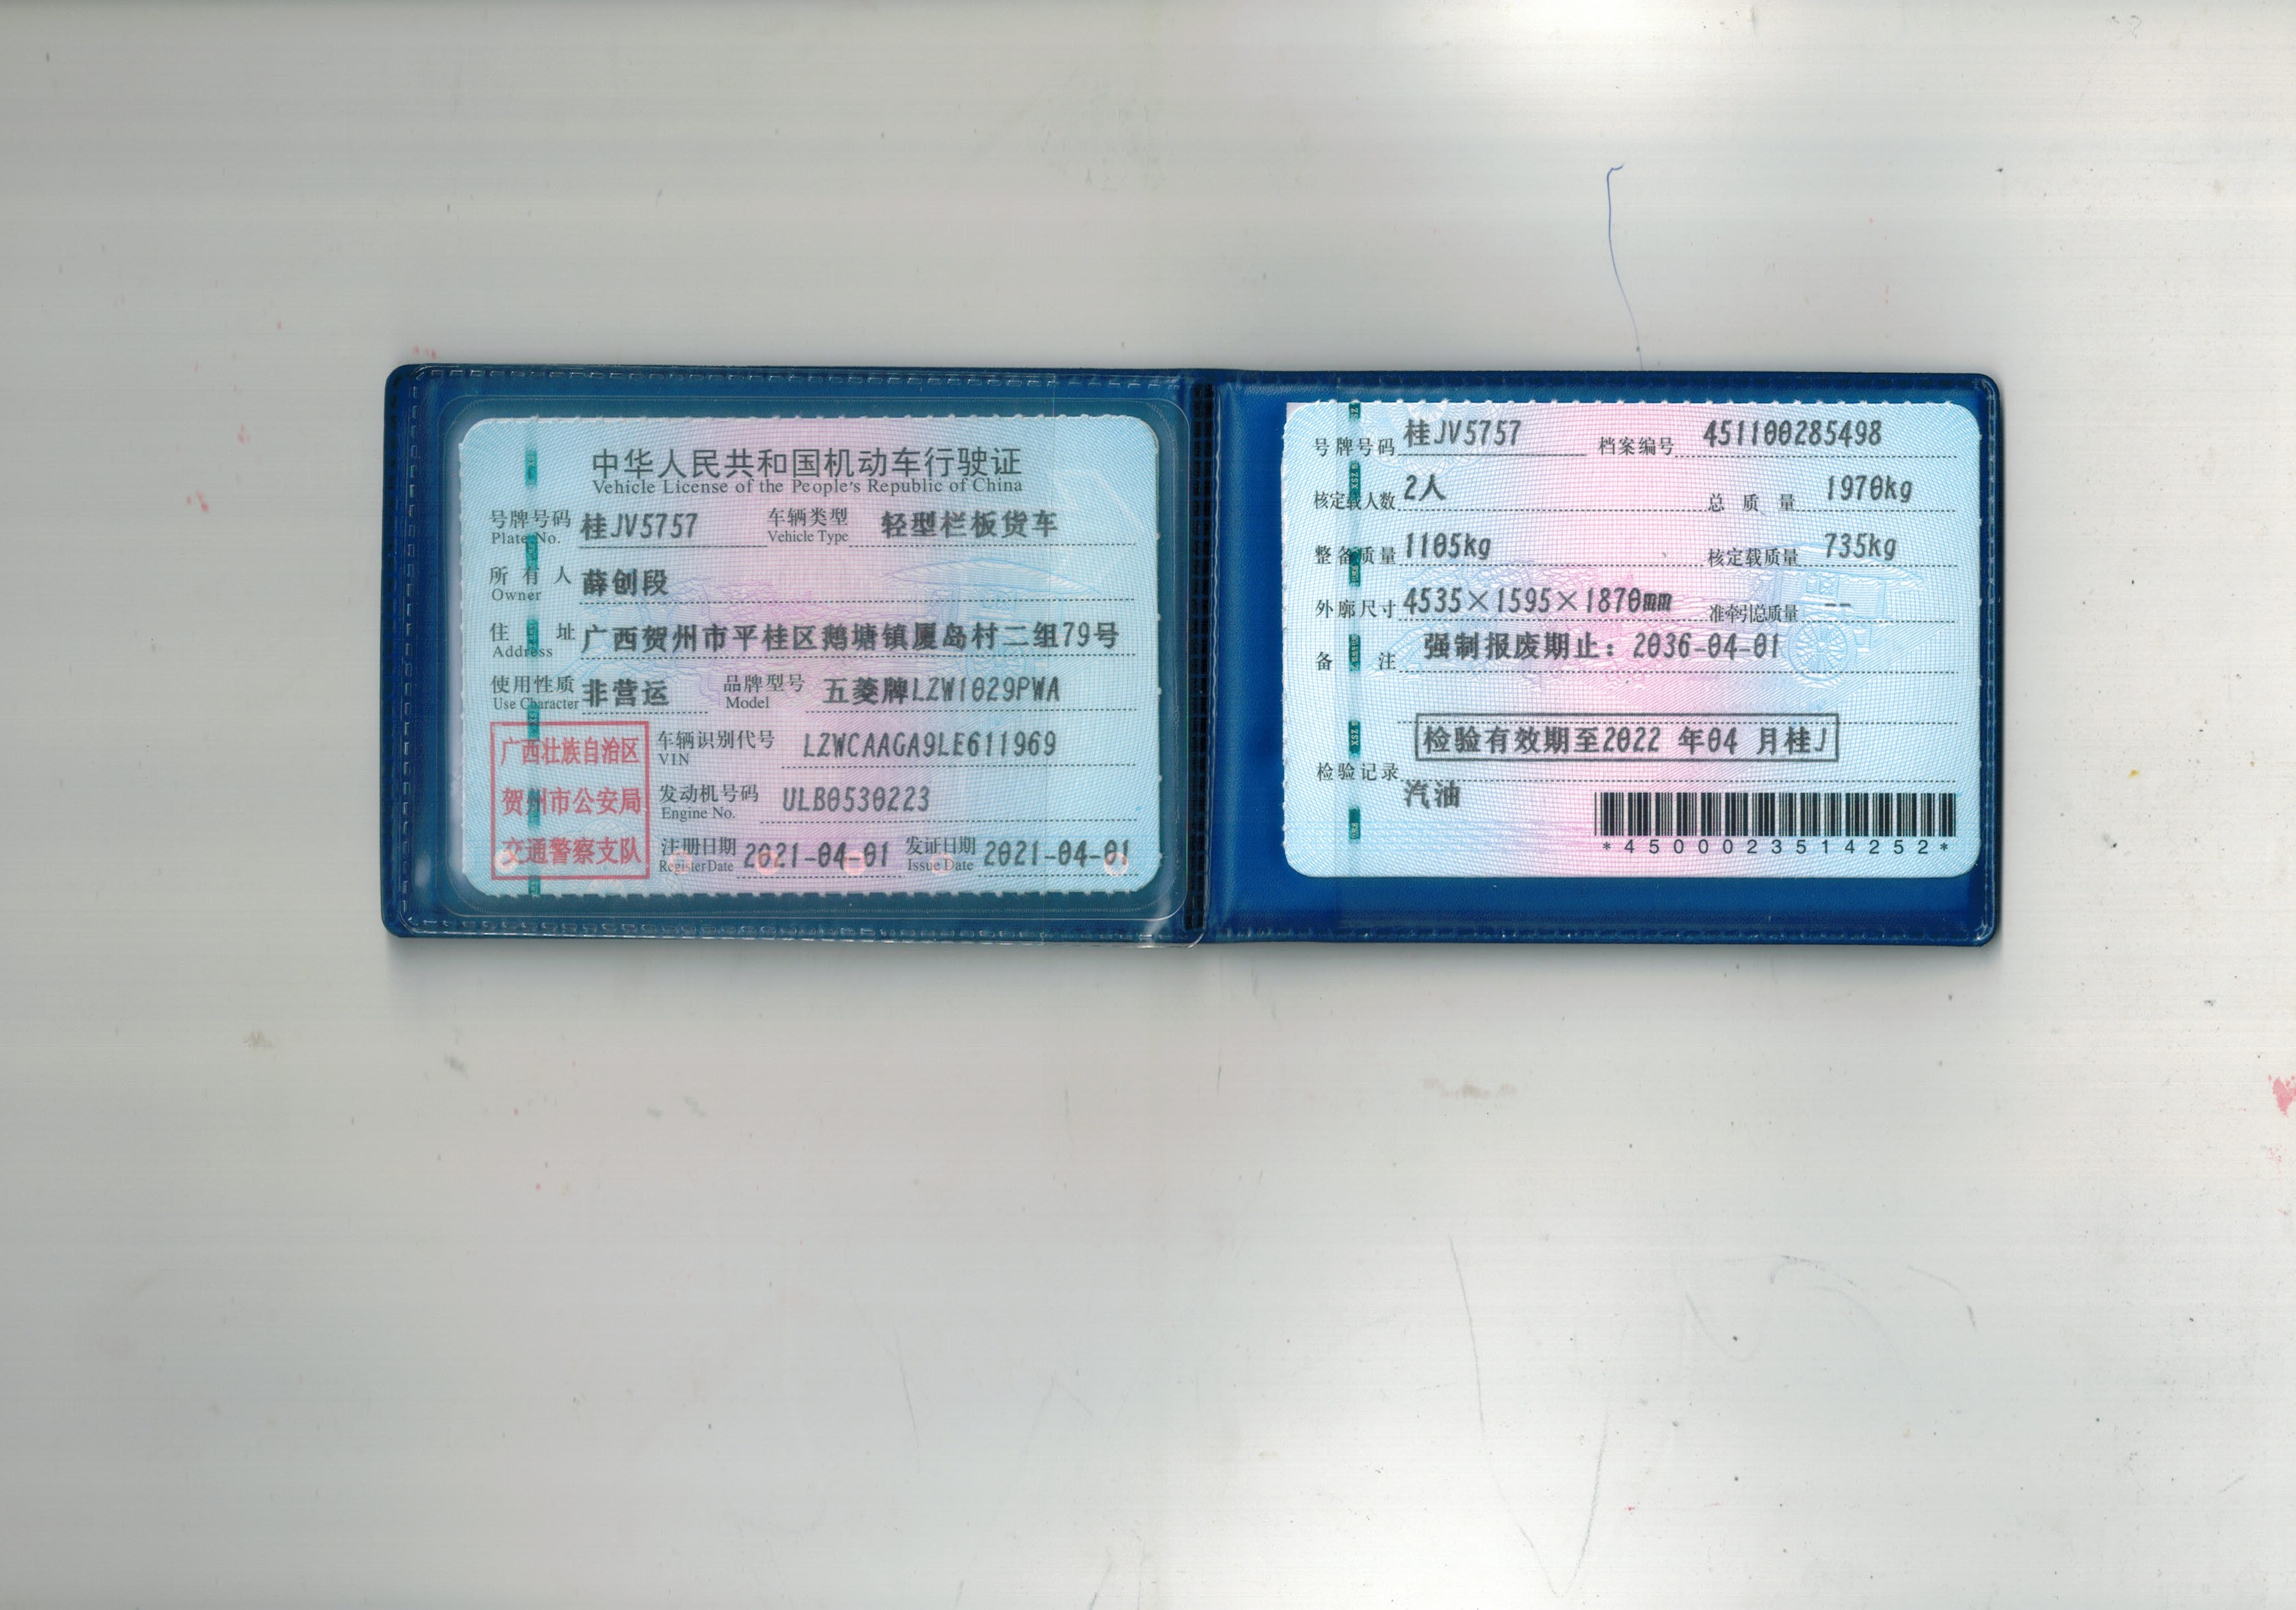 中华人民共和国机动车行驶证
Vehicle License of the People's Republic of China
号牌号码 桂JV5757 车辆类型 轻型栏板货车
Plate No. Vehicle Type
所有人 薛创段
Owner
住址 广西贺州市平桂区鹅塘镇厦岛村二组79号
Address
使用性质 非营运 品牌型号 五菱牌LZW1029PWA
Use Character Model
广西壮族自治区
贺州市公安局
交通警察支队
车辆识别代号 LZWCAAGA9LE611969
VIN
发动机号码 ULB0530223
Engine No.
注册日期 2021-04-01 发证日期 2021-04-01
Register Date Issue Date
号牌号码 桂JV5757 档案编号 451100285498
核定载人数 2人 总质量 1970kg
整备质量 1105kg 核定载质量 735kg
外廓尺寸 4535×1595×1870mm 准牵引总质量 --
备注 强制报废期止：2036-04-01
检验有效期至2022 年04 月桂J
检验记录
汽油
*4500023514252*